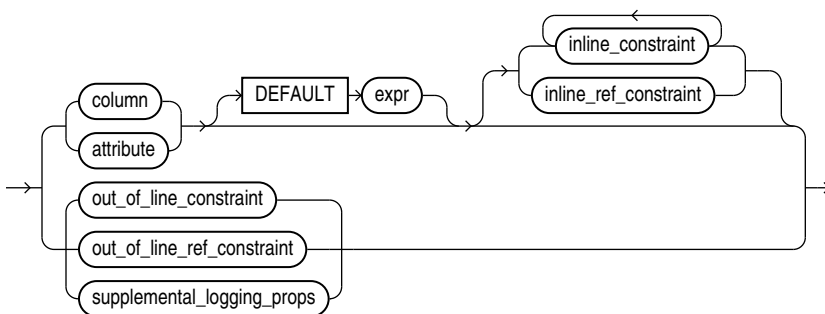 inline_constraint
inline_ref_constraint
column
DEFAULT expr
attribute
out_of_line_constraint
out_of_line_ref_constraint
supplemental_logging_props